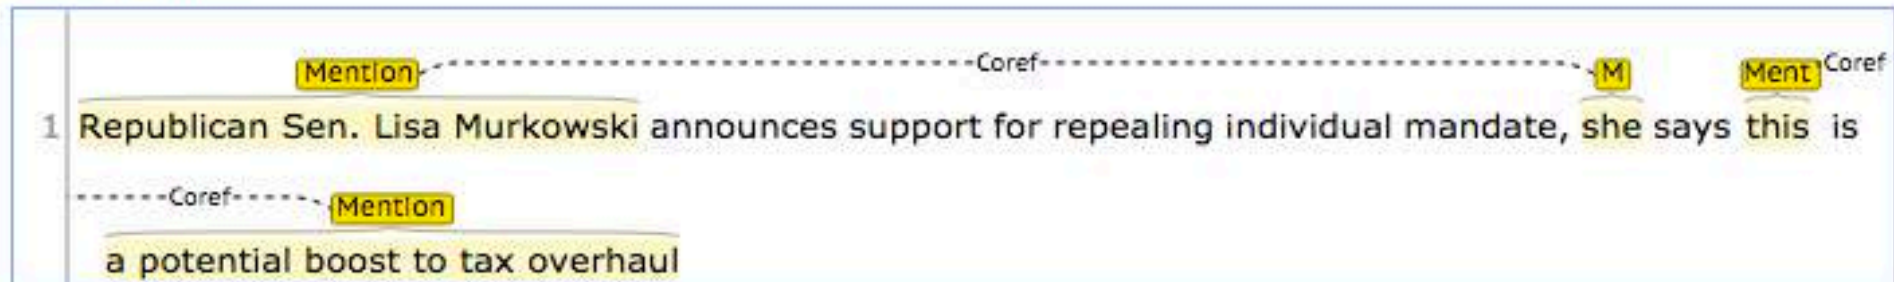 Mention Coref M Ment Coref
1 Republican Sen. Lisa Murkowski announces support for repealing individual mandate, she says this is
Coref Mention
a potential boost to tax overhaul